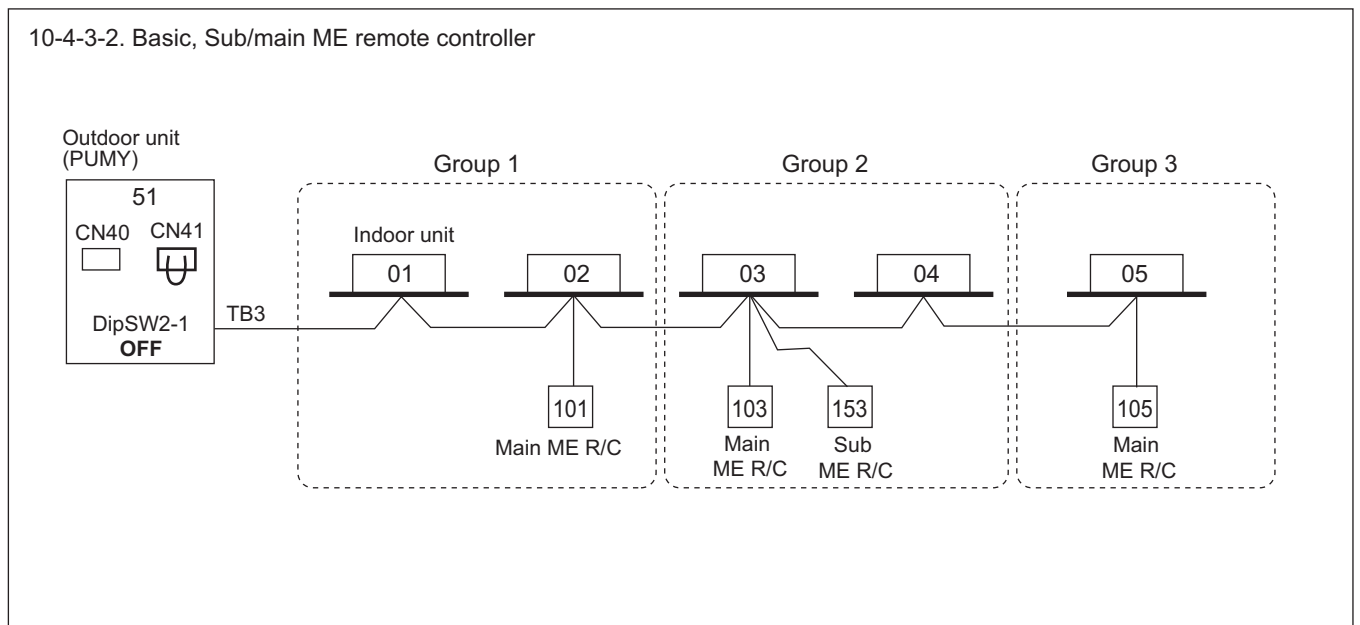 10-4-3-2. Basic, Sub/main ME remote controller
Outdoor unit
(PUMY)
51
CN40 CN41
DipSW2-1
OFF
TB3
Group 1
Group 2
Group 3
Indoor unit
01
02
03
04
05
101
103
153
105
Main ME R/C
Main
ME R/C
Sub
ME R/C
Main
ME R/C